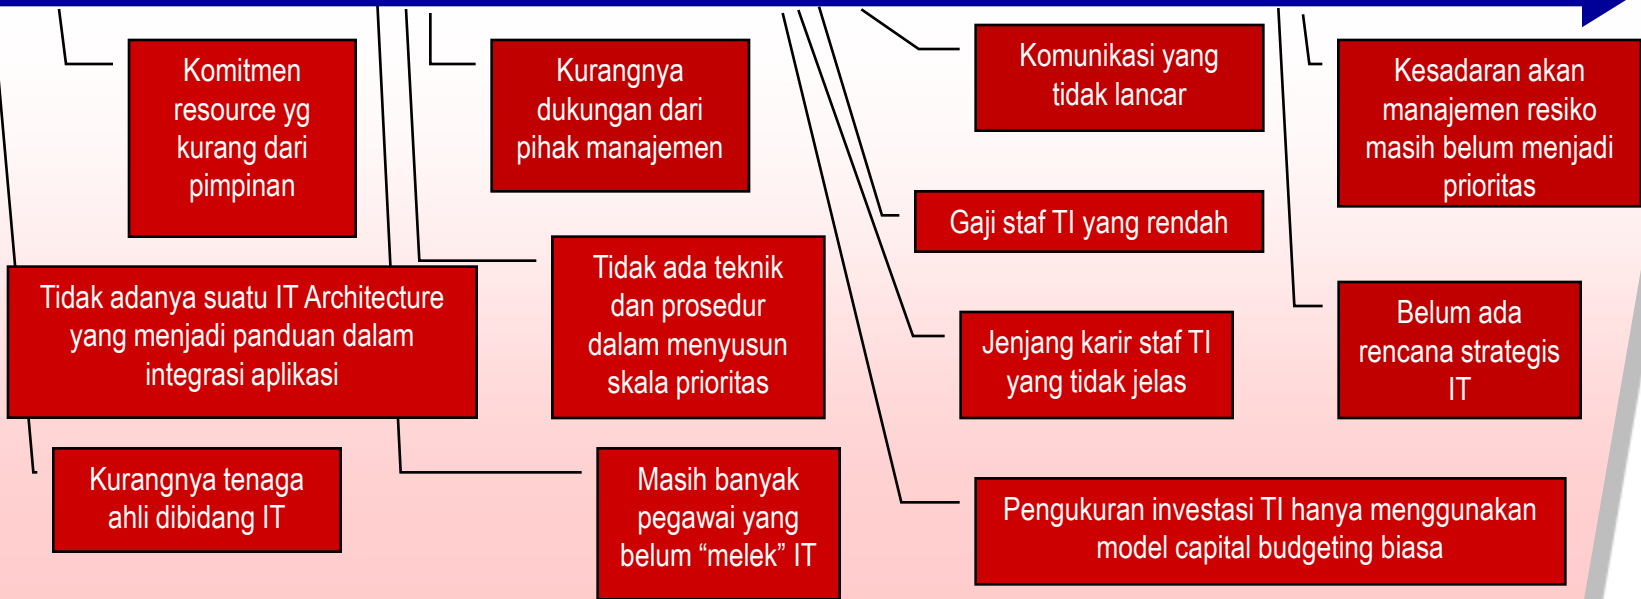 Komitmen
resource yg
kurang dari
pimpinan
Kurangnya
dukungan dari
pihak manajemen
Komunikasi yang
tidak lancar
Kesadaran akan
manajemen resiko
masih belum menjadi
prioritas
Gaji staf TI yang rendah
Tidak adanya suatu IT Architecture
yang menjadi panduan dalam
integrasi aplikasi
Tidak ada teknik
dan prosedur
dalam menyusun
skala prioritas
Jenjang karir staf TI
yang tidak jelas
Belum ada
rencana strategis
IT
Kurangnya tenaga
ahli dibidang IT
Masih banyak
pegawai yang
belum “melek” IT
Pengukuran investasi TI hanya menggunakan
model capital budgeting biasa